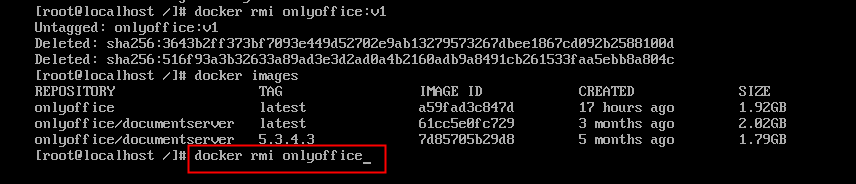 [root@localhost /]# docker rmi onlyoffice:v1
Untagged: onlyoffice:v1
Deleted: sha256:3643b2ff373bf7093e449d52702e9ab13279573267dbee1867cd092b2588100d
Deleted: sha256:516f93a3b32633a89ad3e3d2ad0a4b2160adb9a8491cb261533faa5ebb8a804c
[root@localhost /]# docker images
REPOSITORY TAG IMAGE ID CREATED SIZE
onlyoffice latest a59fad3c847d 17 hours ago 1.92GB
onlyoffice/documentserver latest 61cc5e0fc729 3 months ago 2.02GB
onlyoffice/documentserver 5.3.4.3 7d85705b29d8 5 months ago 1.79GB
[root@localhost /]# docker rmi onlyoffice_